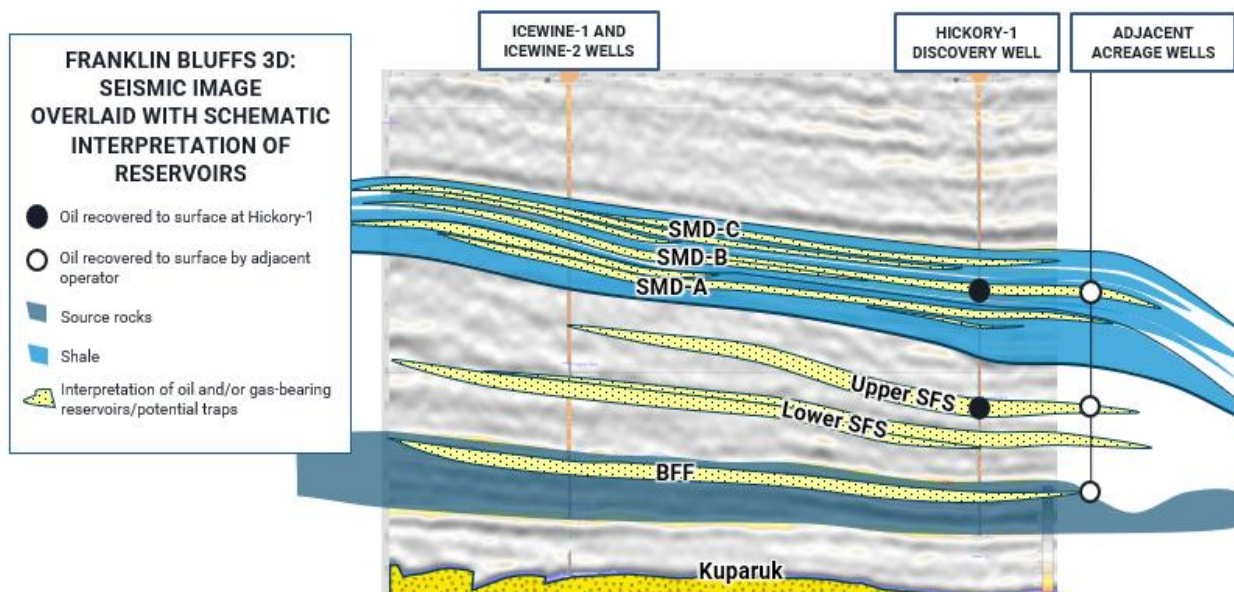 ICEWINE-1 AND
ICEWINE-2 WELLS
HICKORY-1
DISCOVERY WELL
ADJACENT
ACREAGE WELLS
FRANKLIN BLUFFS 3D:
SEISMIC IMAGE
OVERLAID WITH SCHEMATIC
INTERPRETATION OF
RESERVOIRS
Oil recovered to surface at Hickory-1
Oil recovered to surface by adjacent
operator
Source rocks
Shale
Interpretation of oil and/or gas-bearing
reservoirs/potential traps
SMD-C
SMD-B
SMD-A
Upper SFS
Lower SFS
BFF
Kuparuk